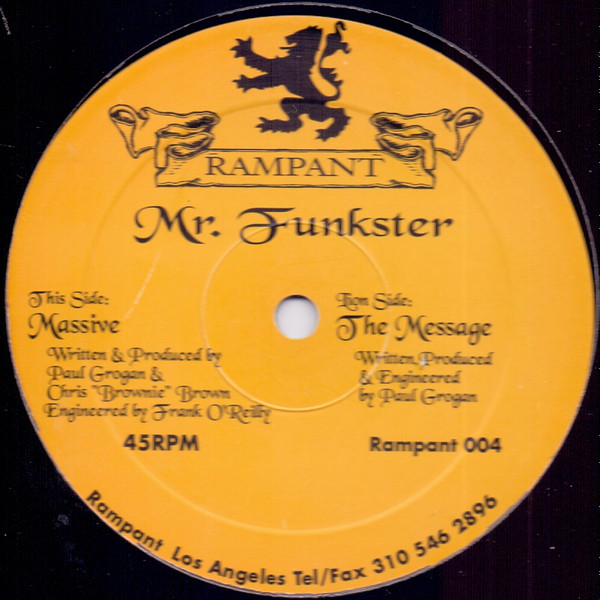 RAMPANT
Mr. Funkster
This Side:
Massive
Written & Produced by
Paul Grogan &
Chris "Brownie" Brown
Engineered by Frank O'Reilly
45RPM
Lion Side:
The Message
Written, Produced
& Engineered
by Paul Grogan
Rampant 004
Rampant Los Angeles Tel/Fax 310 546 2896